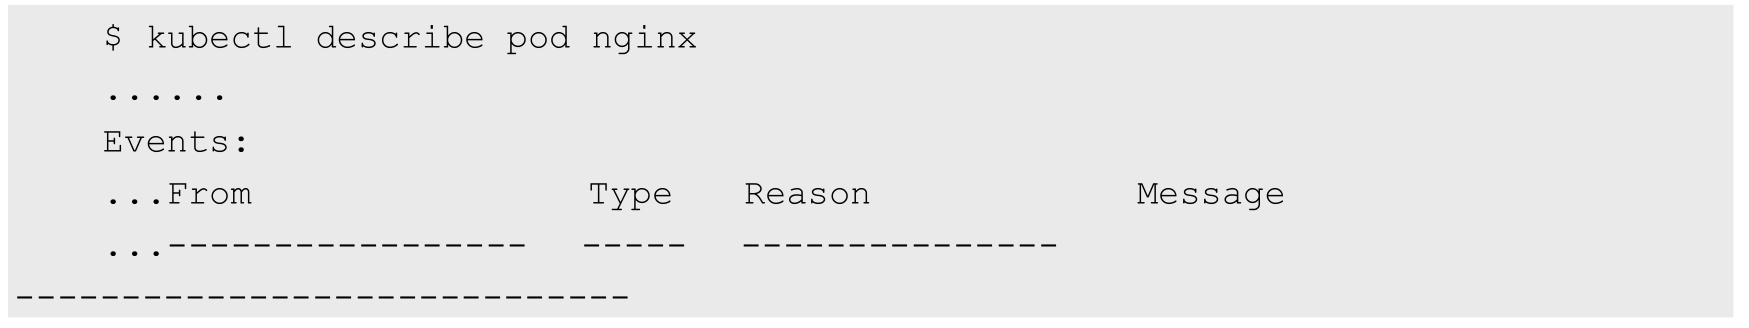 $ kubectl describe pod nginx
......
Events:
...From                Type   Reason             Message
...-----------------   -----   ---------------
-----------------------------